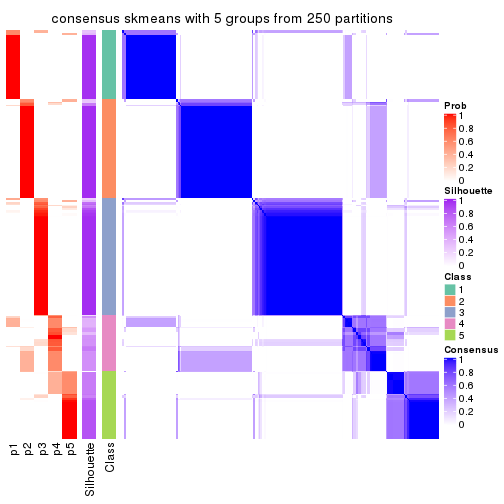 consensus skmeans with 5 groups from 250 partitions
Prob
1
0.8
0.6
0.4
0.2
0
Silhouette
1
0.8
0.6
0.4
0.2
0
Class
1
2
3
4
5
Consensus
1
0.8
0.6
0.4
0.2
0
p1
p2
p3
p4
p5
Silhouette
Class